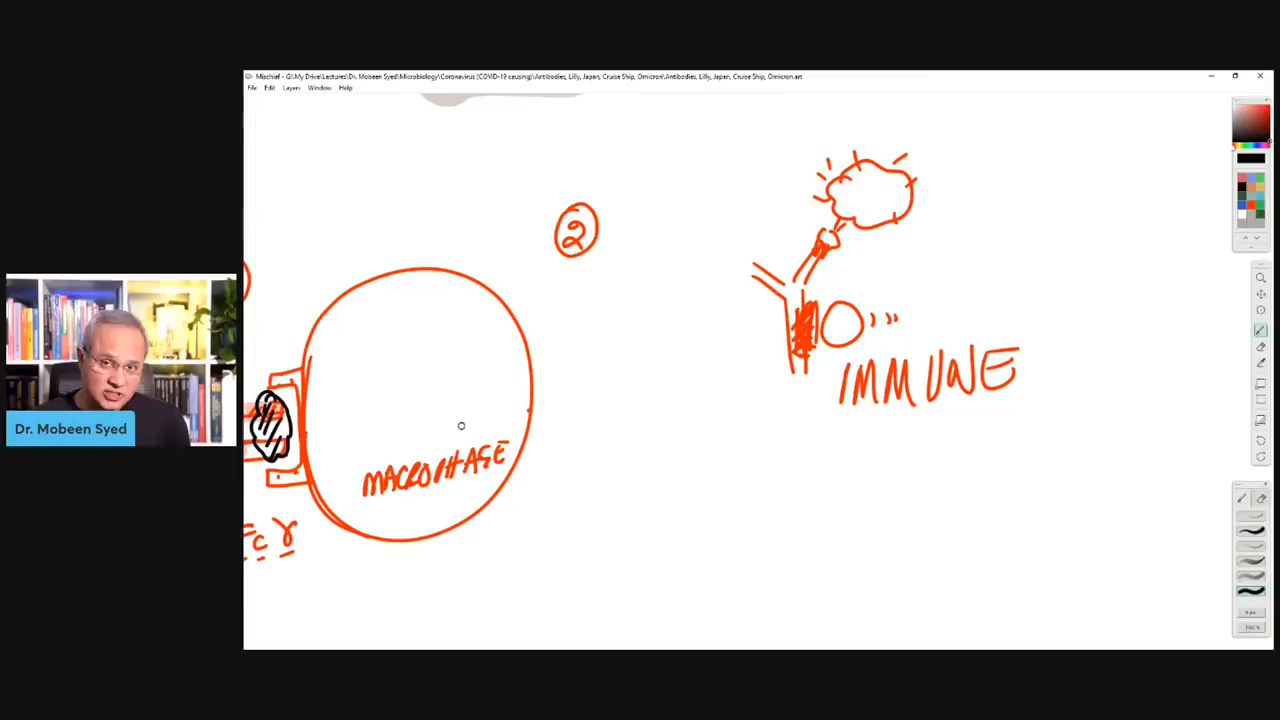 Mischief - G:\My Drive\Lectures\Dr. Mobeen Syed\Microbiology\Coronavirus (COVID-19 causing)\Antibodies, Lilly, Japan, Cruise Ship, Omicron\Antibodies, Lilly, Japan, Cruise Ship, Omicron.art
File Edit Layers Window Help
2
IMMUNE
Dr. Mobeen Syed
MACROPHAGE
Fc γ